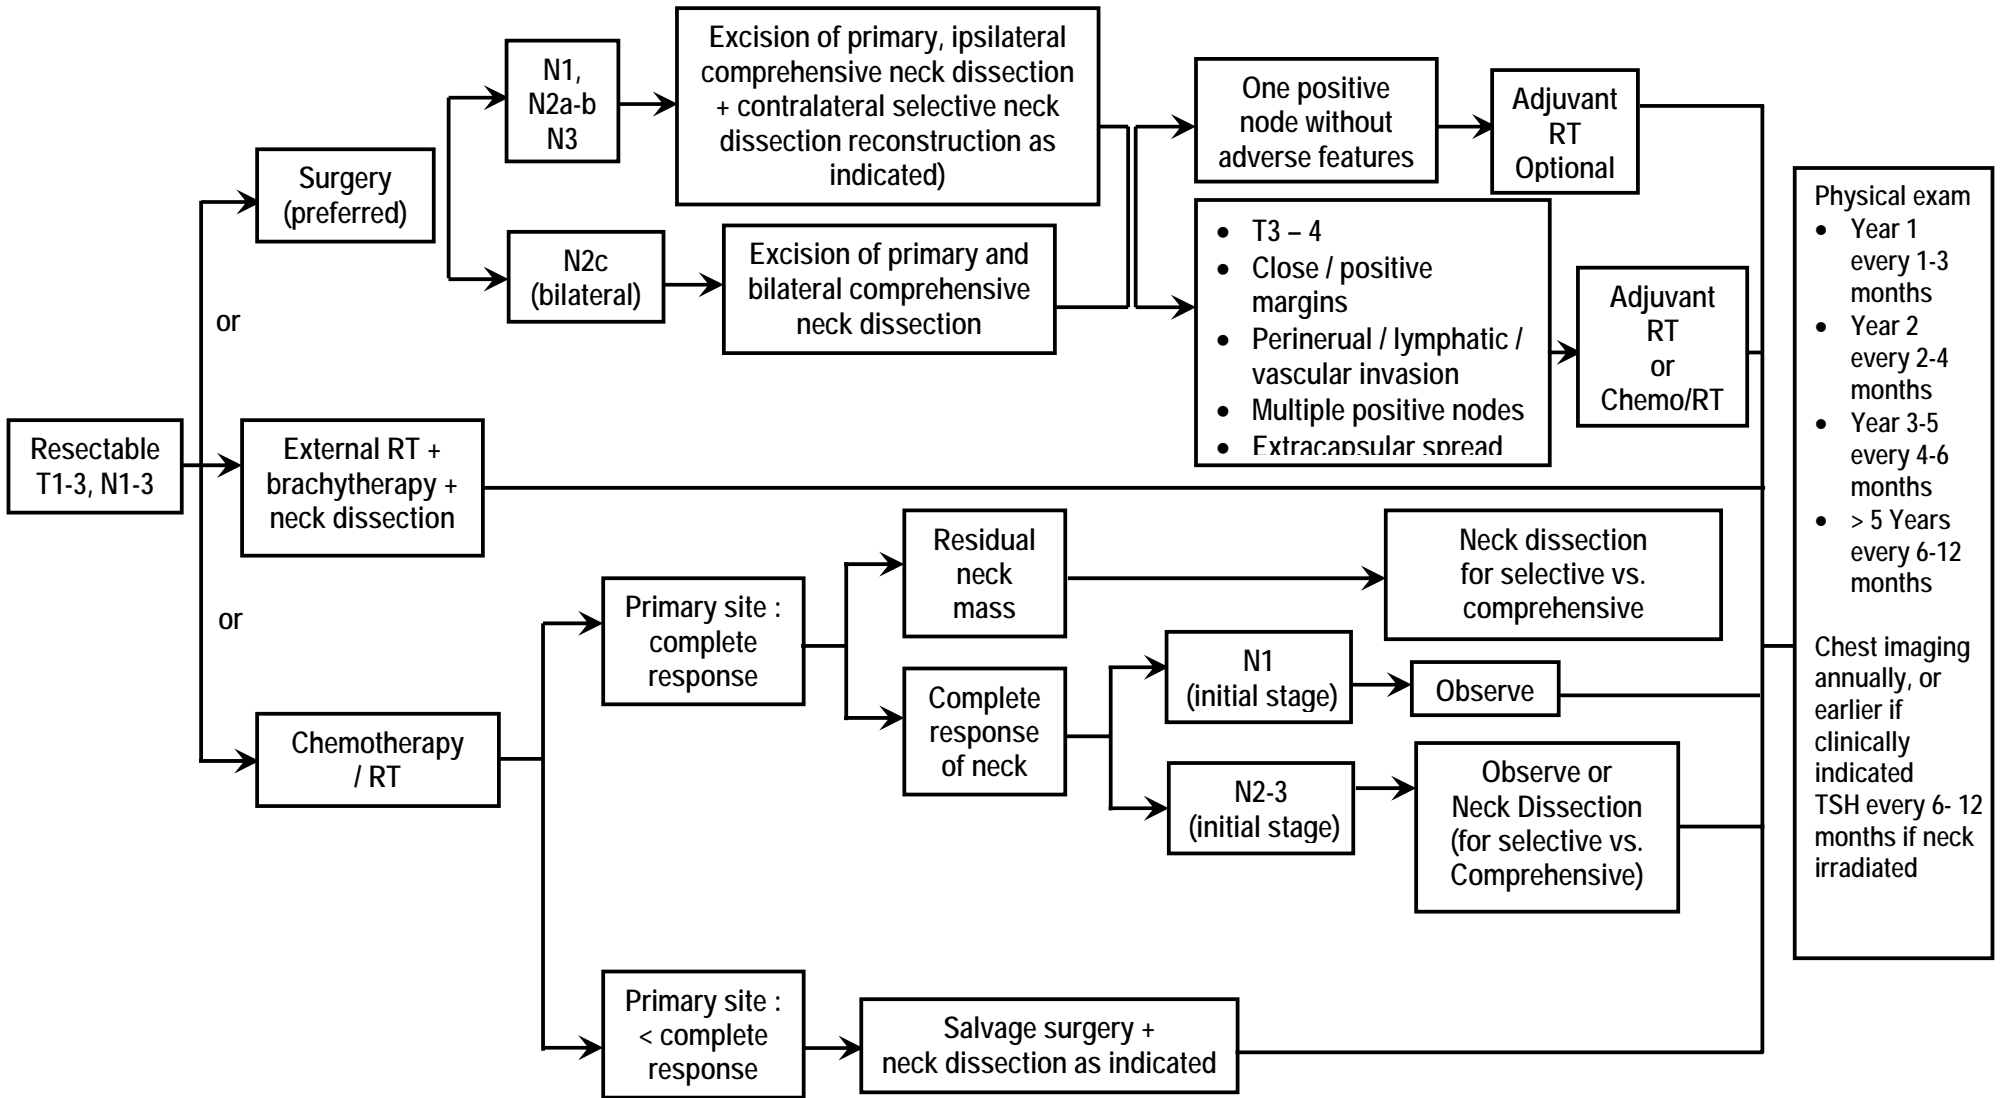 Resectable
T1-3, N1-3
or
or
Surgery
(preferred)
N1,
N2a-b
N3
Excision of primary, ipsilateral
comprehensive neck dissection
+ contralateral selective neck
dissection reconstruction as
indicated)
N2c
(bilateral)
Excision of primary and
bilateral comprehensive
neck dissection
One positive
node without
adverse features
Adjuvant
RT
Optional
• T3 – 4
• Close / positive
margins
• Perinerual / lymphatic /
vascular invasion
• Multiple positive nodes
• Extracapsular spread
Adjuvant
RT
or
Chemo/RT
External RT +
brachytherapy +
neck dissection
Chemotherapy
/ RT
Primary site :
complete
response
Residual
neck
mass
Neck dissection
for selective vs.
comprehensive
Complete
response
of neck
N1
(initial stage)
Observe
N2-3
(initial stage)
Observe or
Neck Dissection
(for selective vs.
Comprehensive)
Primary site :
< complete
response
Salvage surgery +
neck dissection as indicated
Physical exam
• Year 1
every 1-3
months
• Year 2
every 2-4
months
• Year 3-5
every 4-6
months
• > 5 Years
every 6-12
months
Chest imaging
annually, or
earlier if
clinically
indicated
TSH every 6- 12
months if neck
irradiated